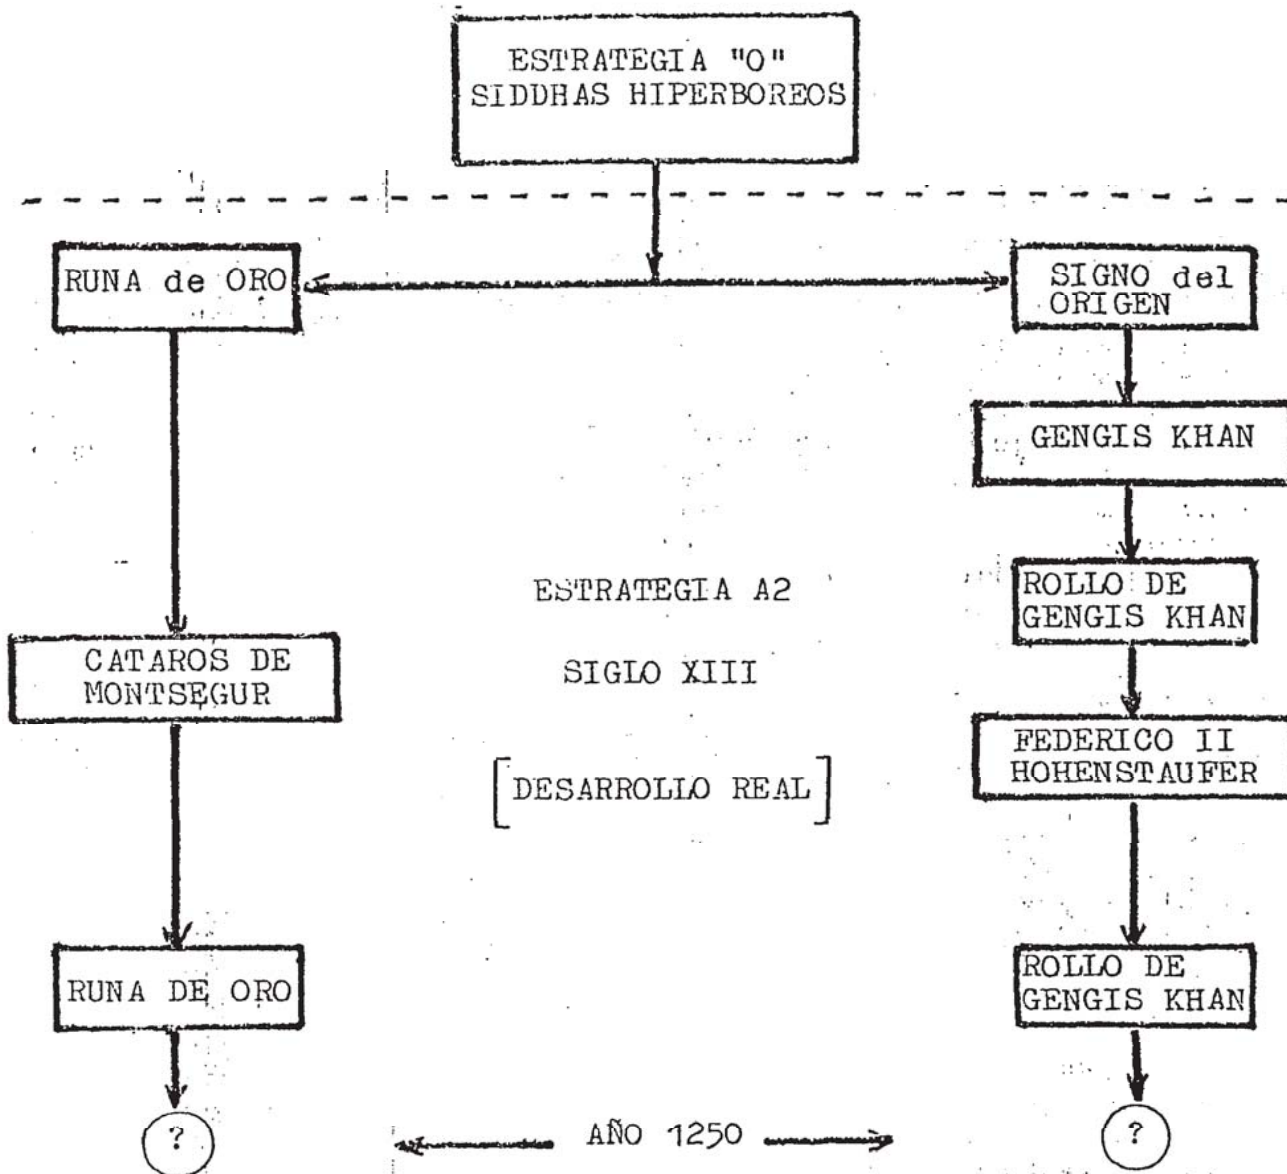 ESTRATEGIA "O"
SIDDHAS HIPERBOREOS
RUNA de ORO
SIGNO del
ORIGEN
GENGIS KHAN
ROLLO DE
GENGIS KHAN
ESTRATEGIA A2
SIGLO XIII
[DESARROLLO REAL]
CATAROS DE
MONTSEGUR
FEDERICO II
HOHENSTAUFER
RUNA DE ORO
ROLLO DE
GENGIS KHAN
?
AÑO 1250
?